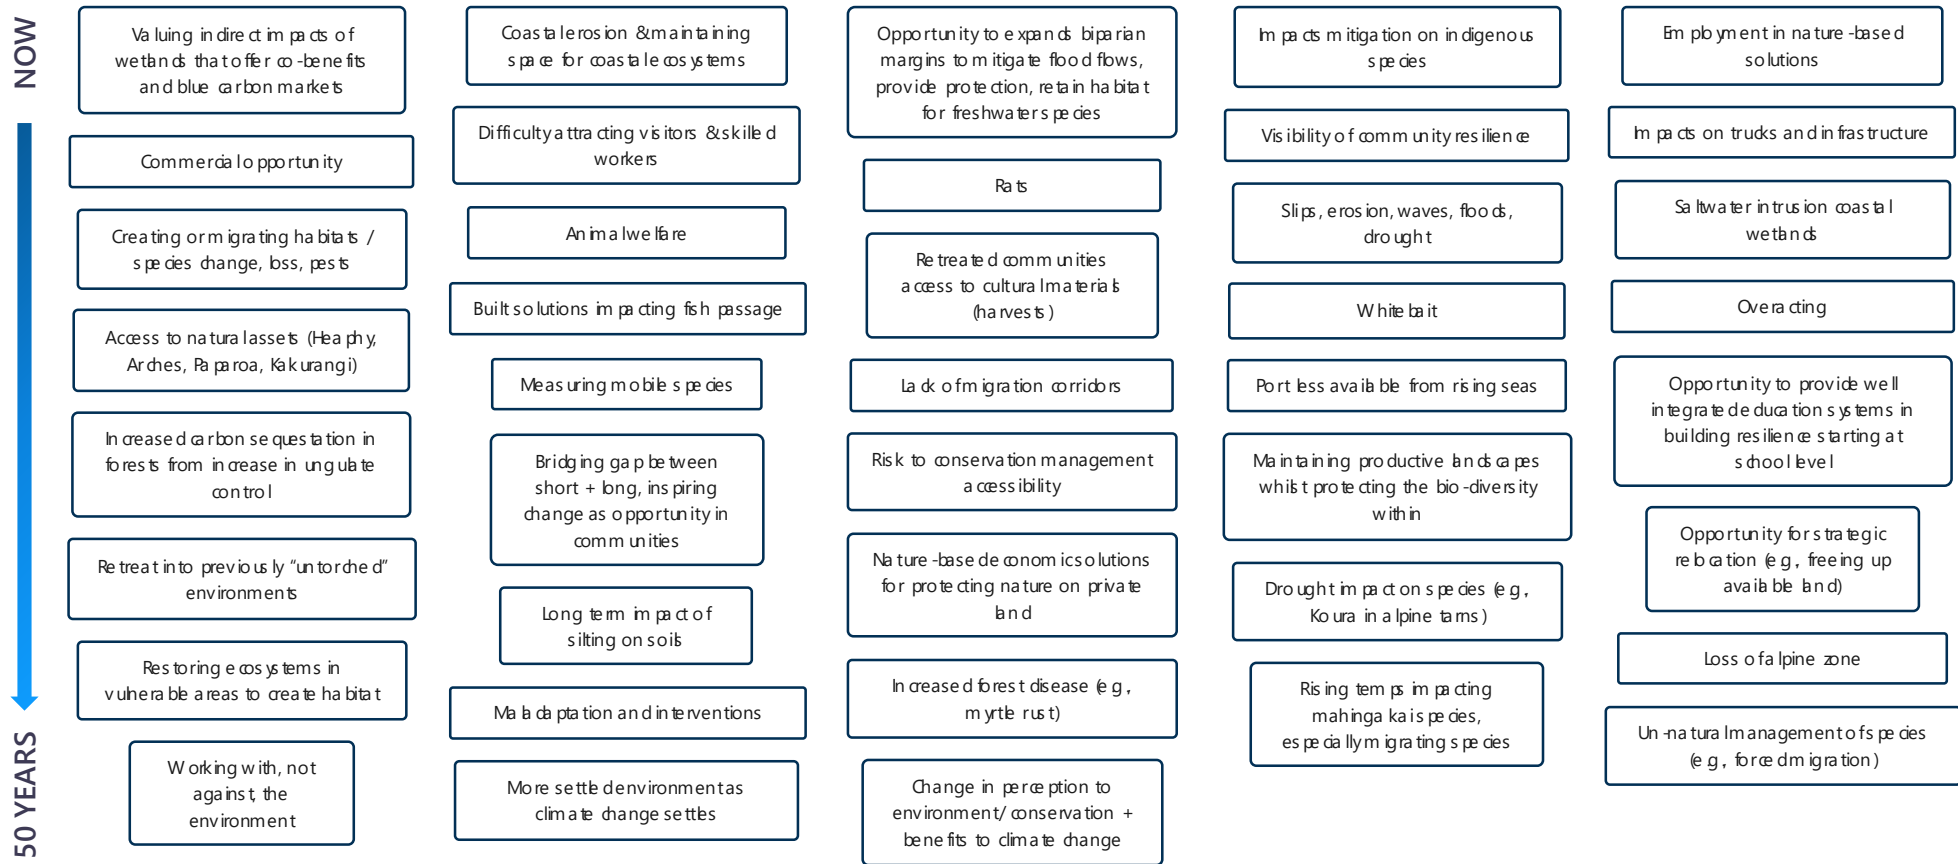 NOW
Valuing indirect impacts of
wetlands that offer co-benefits
and blue carbon markets
Commercial opportunity
Creating or migrating habitats /
species change, loss, pests
Access to natural assets (Heaphy,
Arches, Paparoa, Kakurangi)
Increased carbon sequestation in
forests from increase in ungulate
control
Retreat into previously "untorched"
environments
Restoring ecosystems in
vulnerable areas to create habitat
Working with, not
against, the
environment
50 YEARS
Coastal erosion & maintaining
space for coastal ecosystems
Difficulty attracting visitors & skilled
workers
Animal welfare
Built solutions impacting fish passage
Measuring mobile species
Bridging gap between
short + long, inspiring
change as opportunity in
communities
Long term impact of
silting on soils
Maladaptation and interventions
More settled environment as
climate change settles
Opportunity to expands biparian
margins to mitigate flood flows,
provide protection, retain habitat
for freshwater species
Rats
Retreated communities
access to cultural materials
(harvests)
Lack of migration corridors
Risk to conservation management
accessibility
Nature-based economic solutions
for protecting nature on private
land
Increased forest disease (e.g.,
myrtle rust)
Change in perception to
environment/conservation +
benefits to climate change
Impacts mitigation on indigenous
species
Visibility of community resilience
Slips, erosion, waves, floods,
drought
Whitebait
Port less available from rising seas
Maintaining productive landscapes
whilst protecting the bio-diversity
within
Drought impact on species (e.g.,
Koura in alpine tarns)
Rising temps impacting
mahinga kai species,
especially migrating species
Employment in nature-based
solutions
Impacts on trucks and infrastructure
Saltwater intrusion coastal
wetlands
Overacting
Opportunity to provide well
integrated education systems in
building resilience starting at
school level
Opportunity for strategic
relocation (e.g., freeing up
available land)
Loss of alpine zone
Un-natural management of species
(e.g., forced migration)